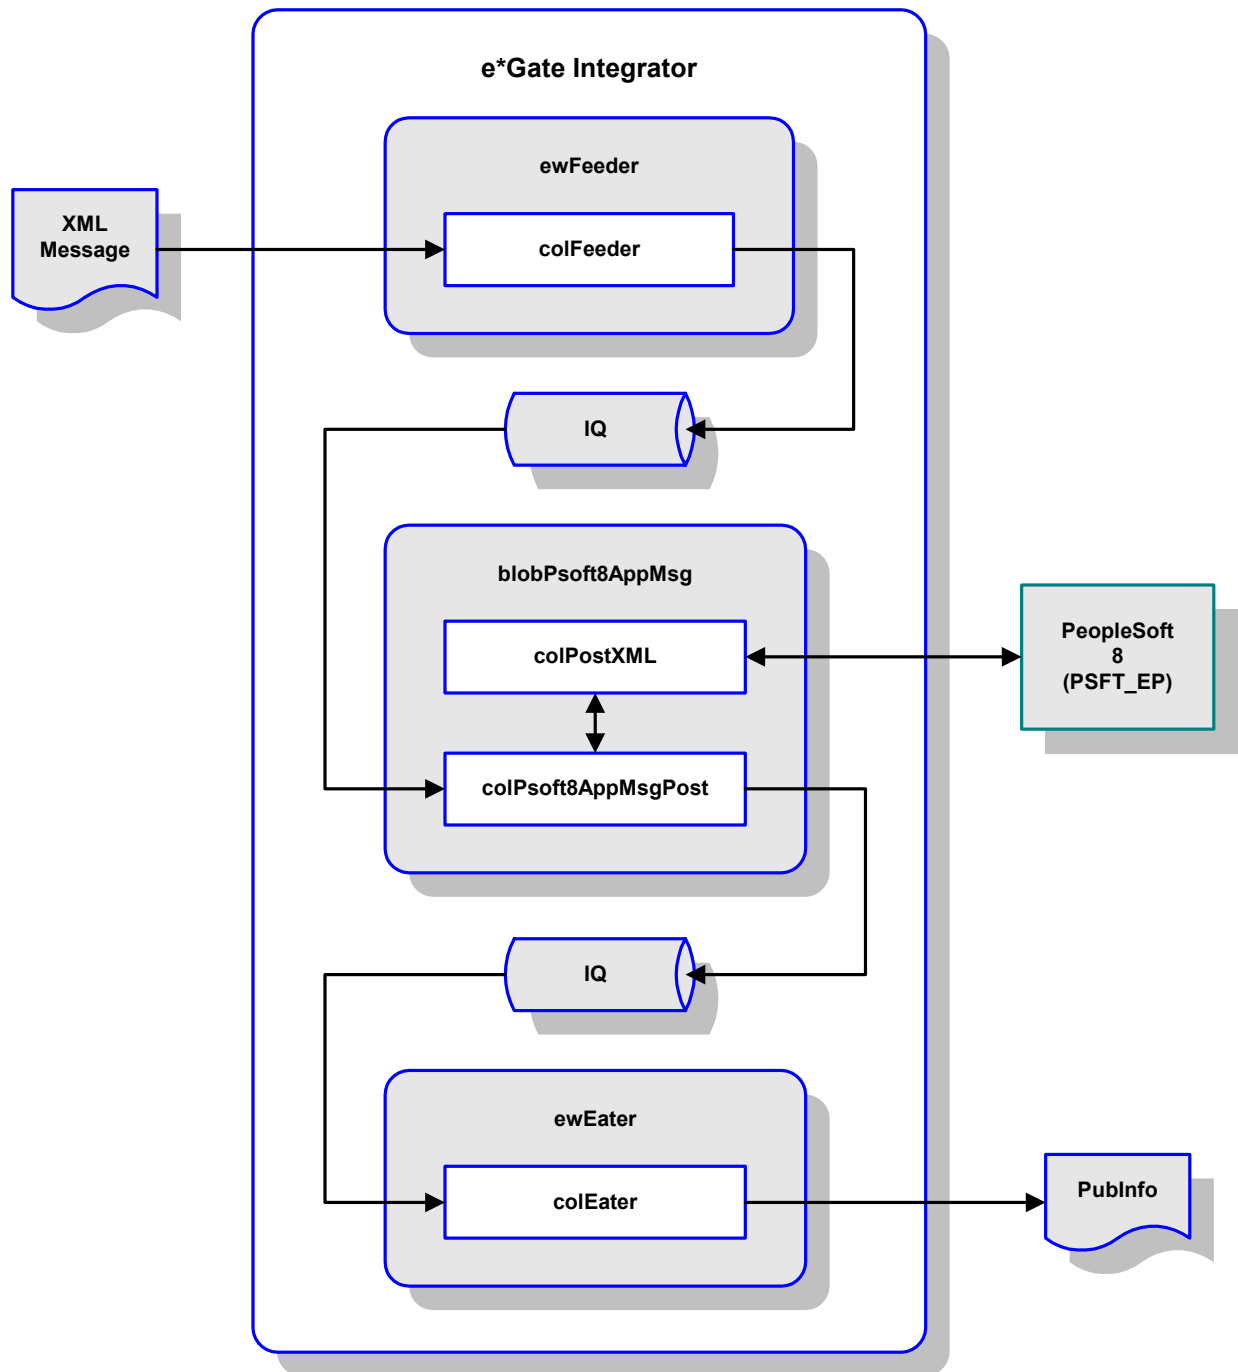 e*Gate Integrator
ewFeeder
XML
Message
colFeeder
IQ
blobPsoft8AppMsg
colPostXML
PeopleSoft
8
(PSFT_EP)
colPsoft8AppMsgPost
IQ
ewEater
colEater
PubInfo